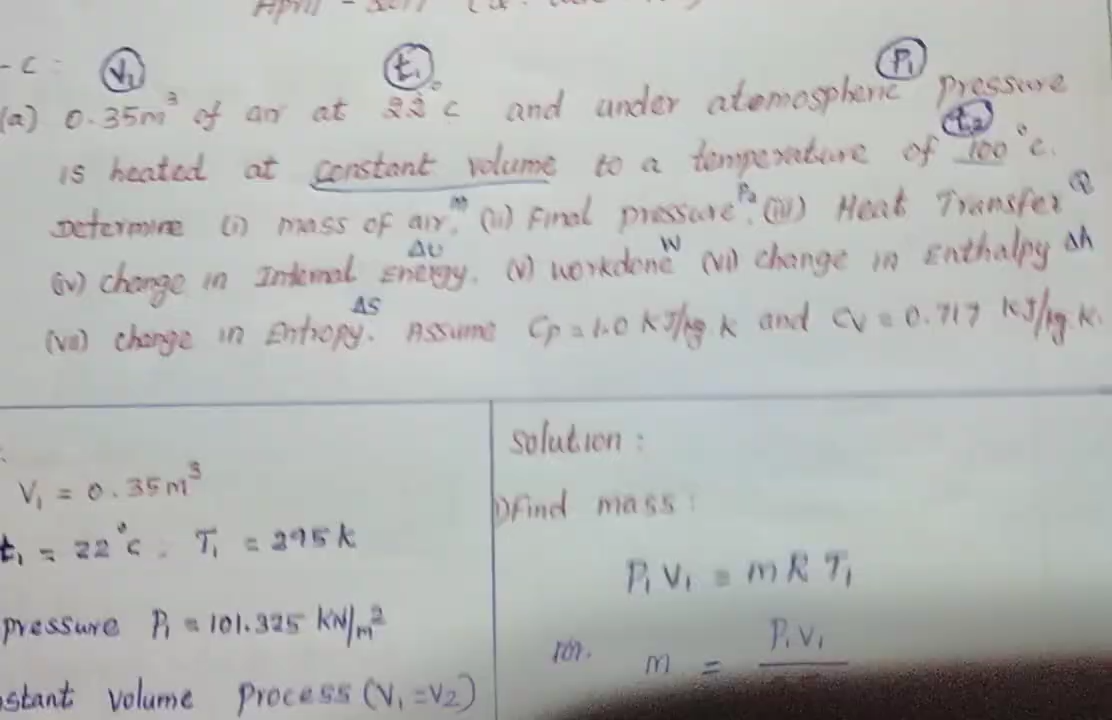 -c: V₁ t₁ P₁
(a) 0.35m³ of air at 22°c and under atomospheric pressure
t₂
is heated at constant volume to a temperature of 100°c.
m P₂ Q
Determine (i) mass of air, (ii) Final pressure, (iii) Heat Transfer
ΔU W Δh
(iv) change in Internal Energy. (v) workdone (vi) change in Enthalpy
ΔS
(vii) change in Entropy. Assume Cp = 1.0 KJ/kg K and Cv = 0.717 KJ/kg.K.
V₁ = 0.35m³
t₁ = 22°c. T₁ = 295k
pressure P₁ = 101.325 KN/m²
stant volume process (V₁ = V₂)
solution:
i) Find mass:
P₁ V₁ = m R T₁
m = P₁V₁